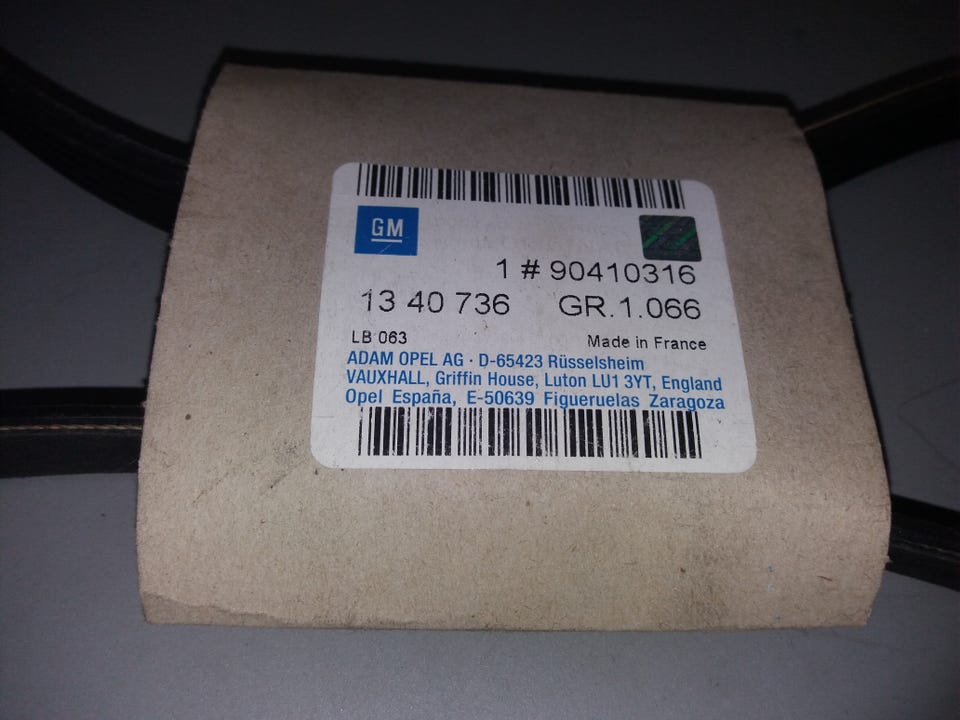 GM
1 # 90410316
13 40 736 GR.1.066
LB 063 Made in France
ADAM OPEL AG · D-65423 Rüsselsheim
VAUXHALL, Griffin House, Luton LU1 3YT, England
Opel España, E-50639 Figueruelas Zaragoza